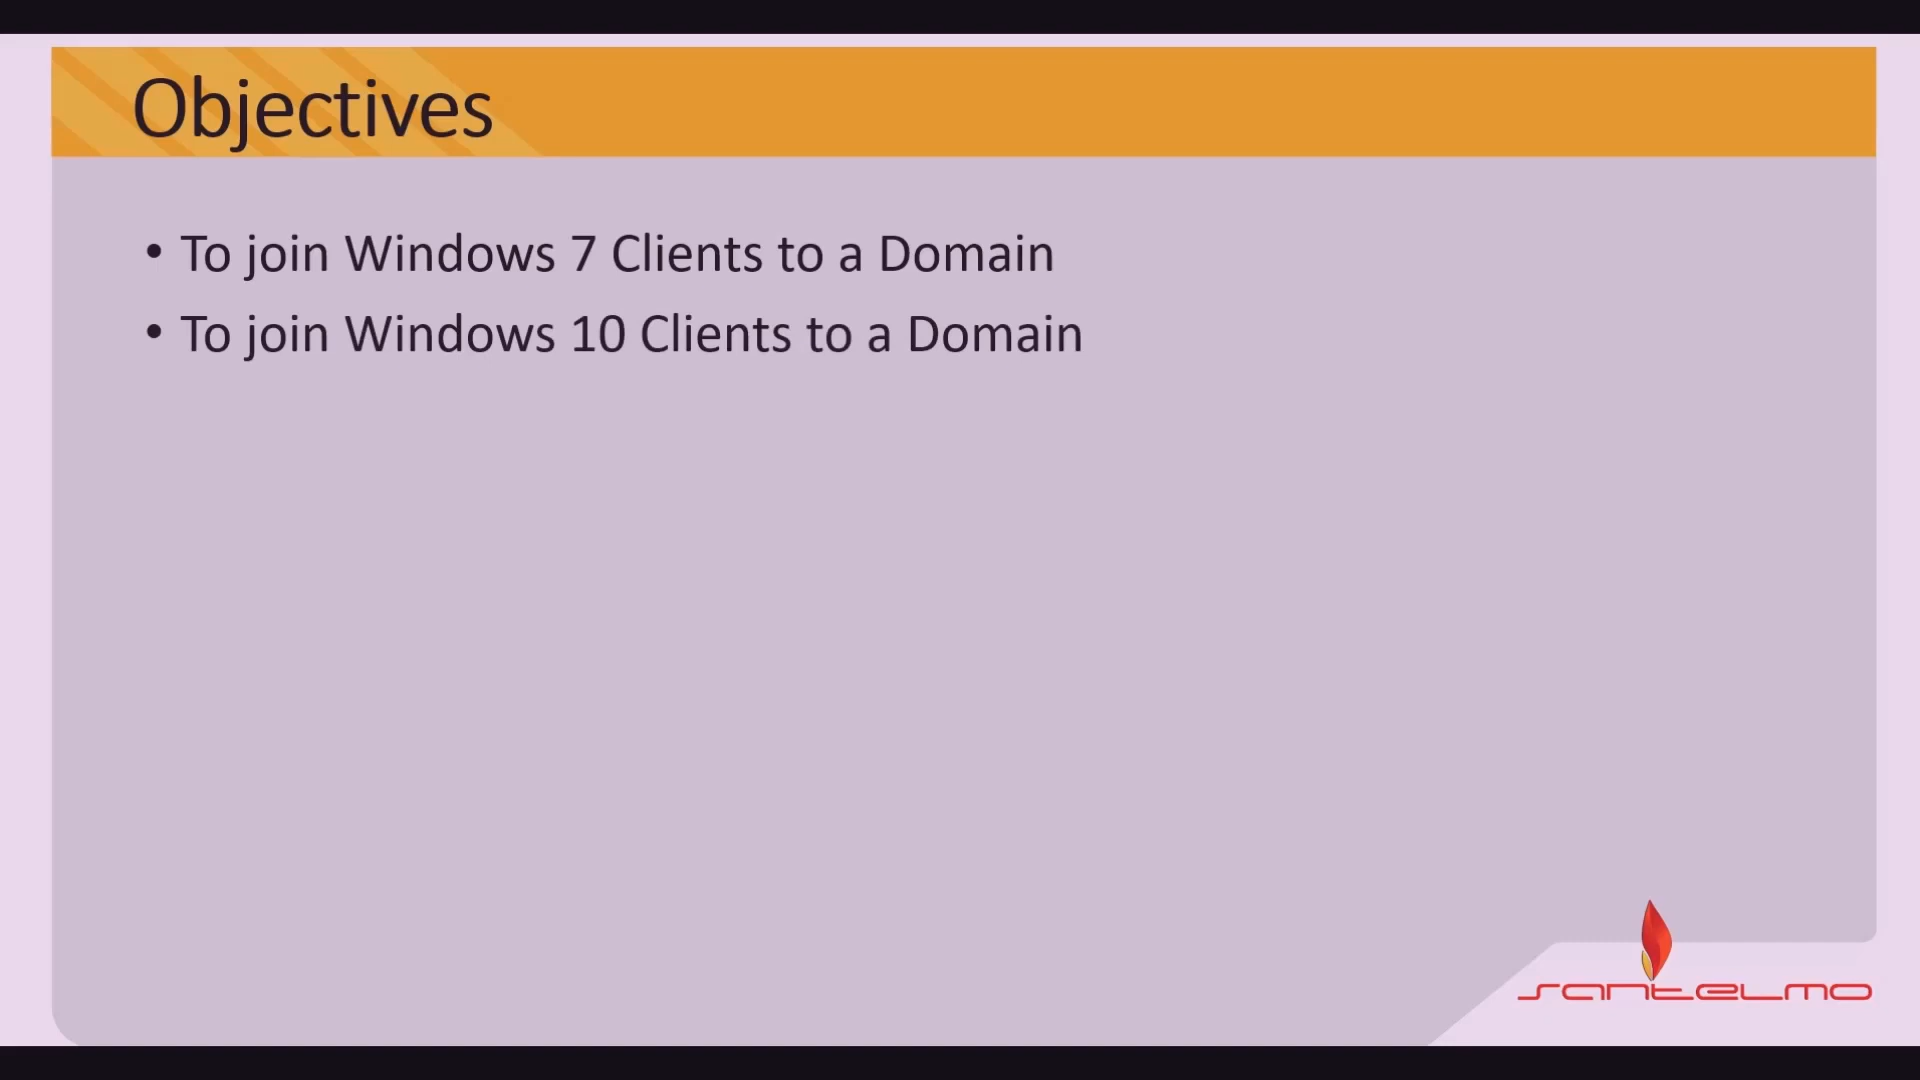 Objectives
• To join Windows 7 Clients to a Domain
• To join Windows 10 Clients to a Domain
santelmo